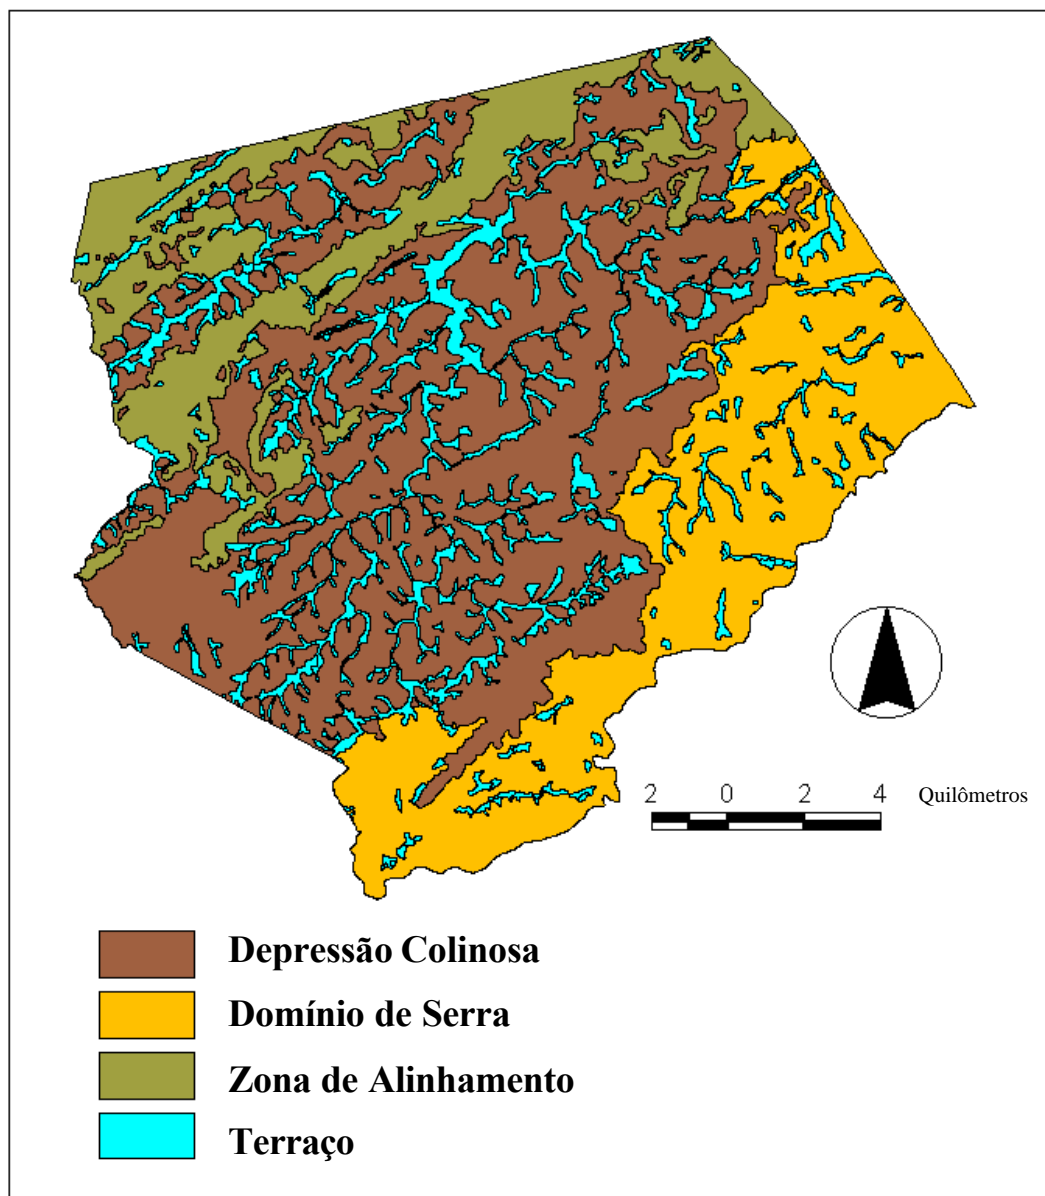 2 0 2 4 Quilômetros
Depressão Colinosa
Domínio de Serra
Zona de Alinhamento
Terraço